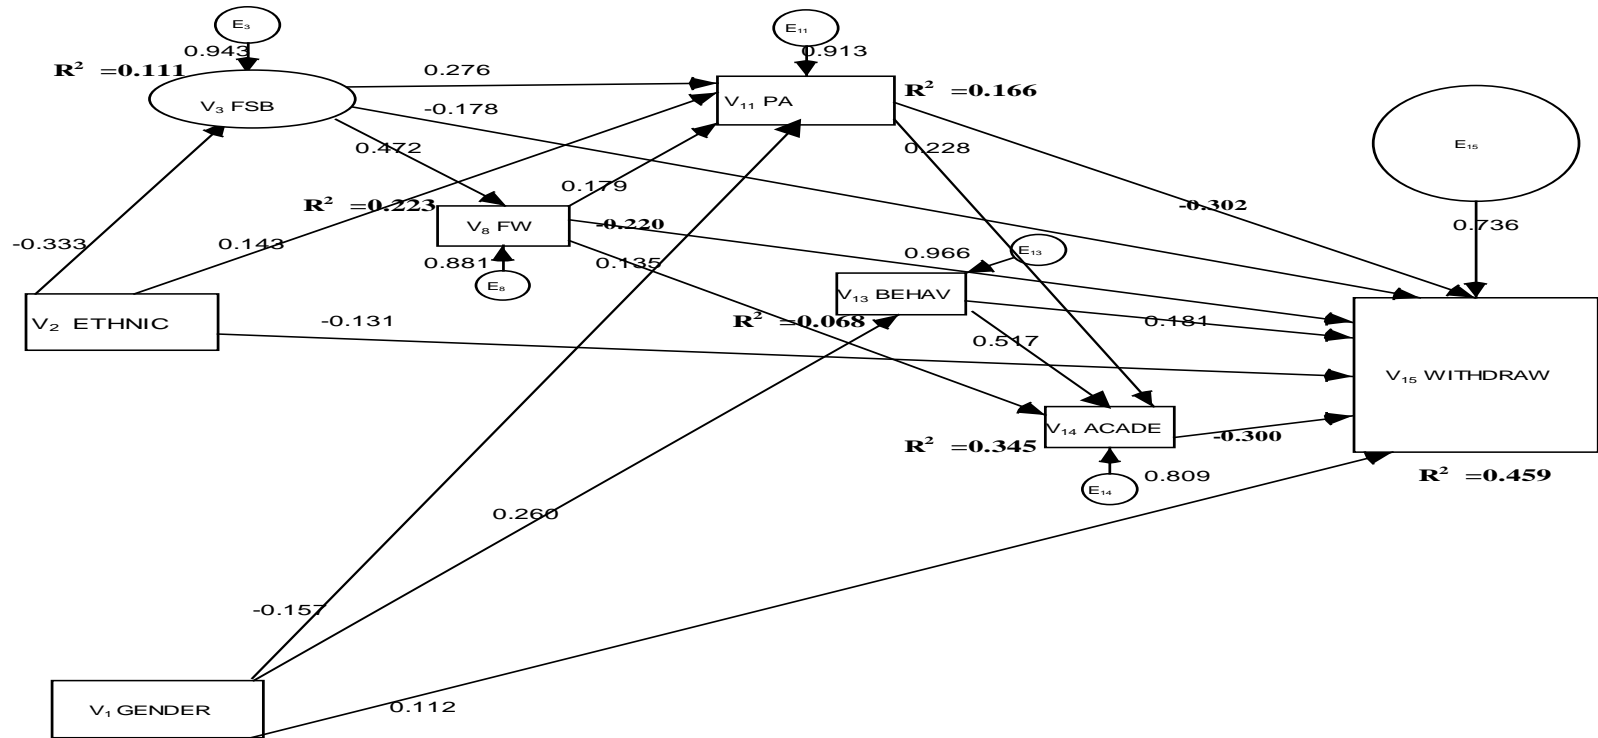 E₃
E₁₁
0.943
0.913
R² =0.111
0.276
V₃ FSB
V₁₁ PA
R² =0.166
-0.178
0.472
0.228
E₁₅
0.179
R² =0.223
-0.302
V₈ FW
-0.220
0.736
-0.333
0.143
0.881
0.135
0.966
E₁₃
E₈
V₁₃ BEHAV
V₂ ETHNIC
-0.131
R² =0.068
0.181
0.517
V₁₅ WITHDRAW
V₁₄ ACADE
R² =0.345
-0.300
0.809
R² =0.459
E₁₄
0.260
-0.157
V₁ GENDER
0.112